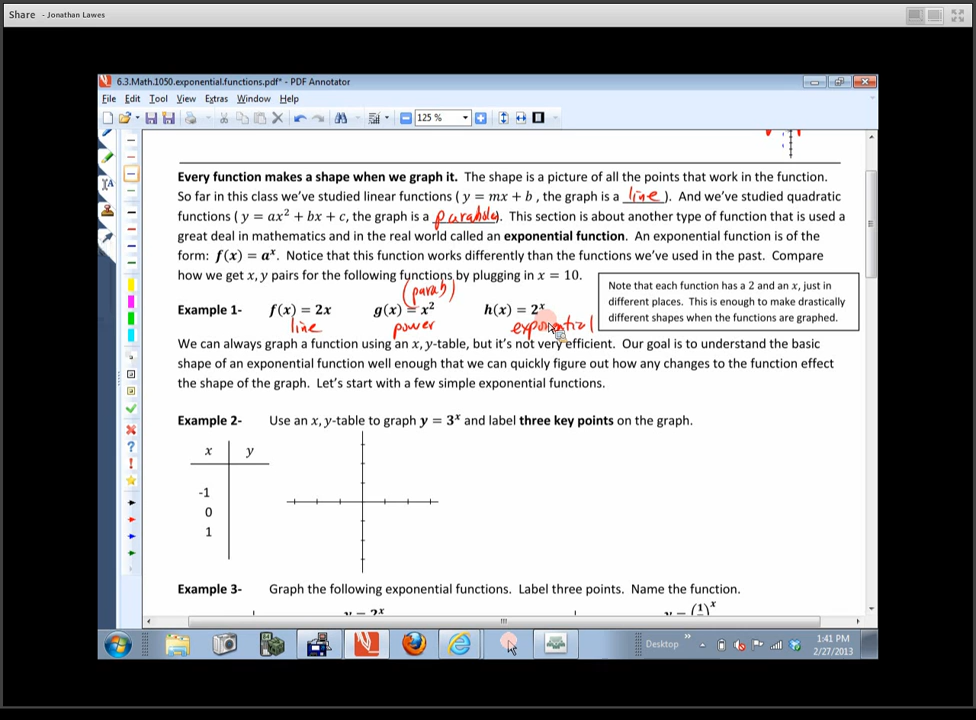 Share - Jonathan Lawes
6.3.Math.1050.exponential.functions.pdf* - PDF Annotator
File Edit Tool View Extras Window Help
125 %
Every function makes a shape when we graph it. The shape is a picture of all the points that work in the function.
So far in this class we've studied linear functions ( y = mx + b , the graph is a line ). And we've studied quadratic
functions ( y = ax² + bx + c, the graph is a parabola). This section is about another type of function that is used a
great deal in mathematics and in the real world called an exponential function. An exponential function is of the
form: f(x) = aˣ. Notice that this function works differently than the functions we've used in the past. Compare
how we get x, y pairs for the following functions by plugging in x = 10.
(parab)
Example 1- f(x) = 2x g(x) = x² h(x) = 2ˣ
line power exponential
Note that each function has a 2 and an x, just in
different places. This is enough to make drastically
different shapes when the functions are graphed.
We can always graph a function using an x, y-table, but it's not very efficient. Our goal is to understand the basic
shape of an exponential function well enough that we can quickly figure out how any changes to the function effect
the shape of the graph. Let's start with a few simple exponential functions.
Example 2- Use an x, y-table to graph y = 3ˣ and label three key points on the graph.
x y
-1
0
1
Example 3- Graph the following exponential functions. Label three points. Name the function.
y = 2ˣ y = (1/)ˣ
Desktop »
1:41 PM
2/27/2013